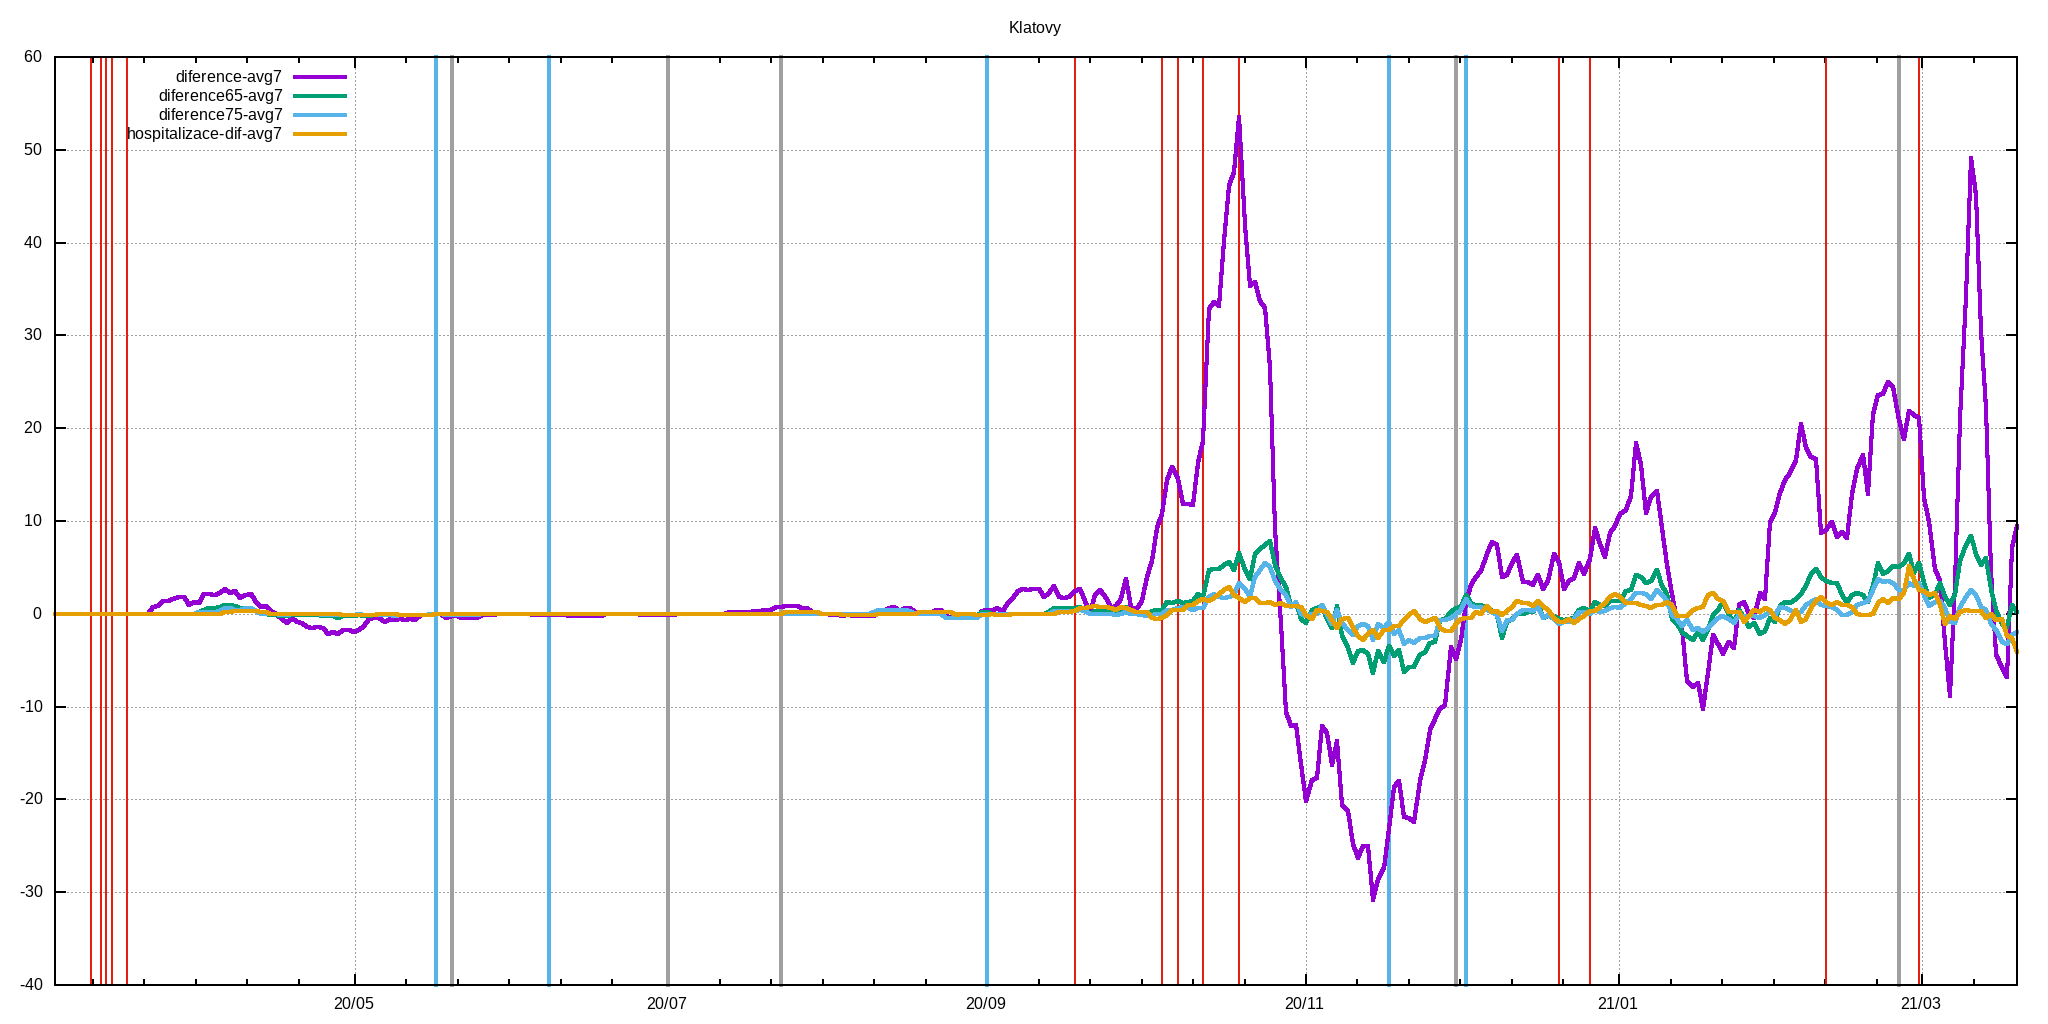 Klatovy
60
50
40
30
20
10
0
-10
-20
-30
-40
diference-avg7
diference65-avg7
diference75-avg7
hospitalizace-dif-avg7
20/05 20/07 20/09 20/11 21/01 21/03